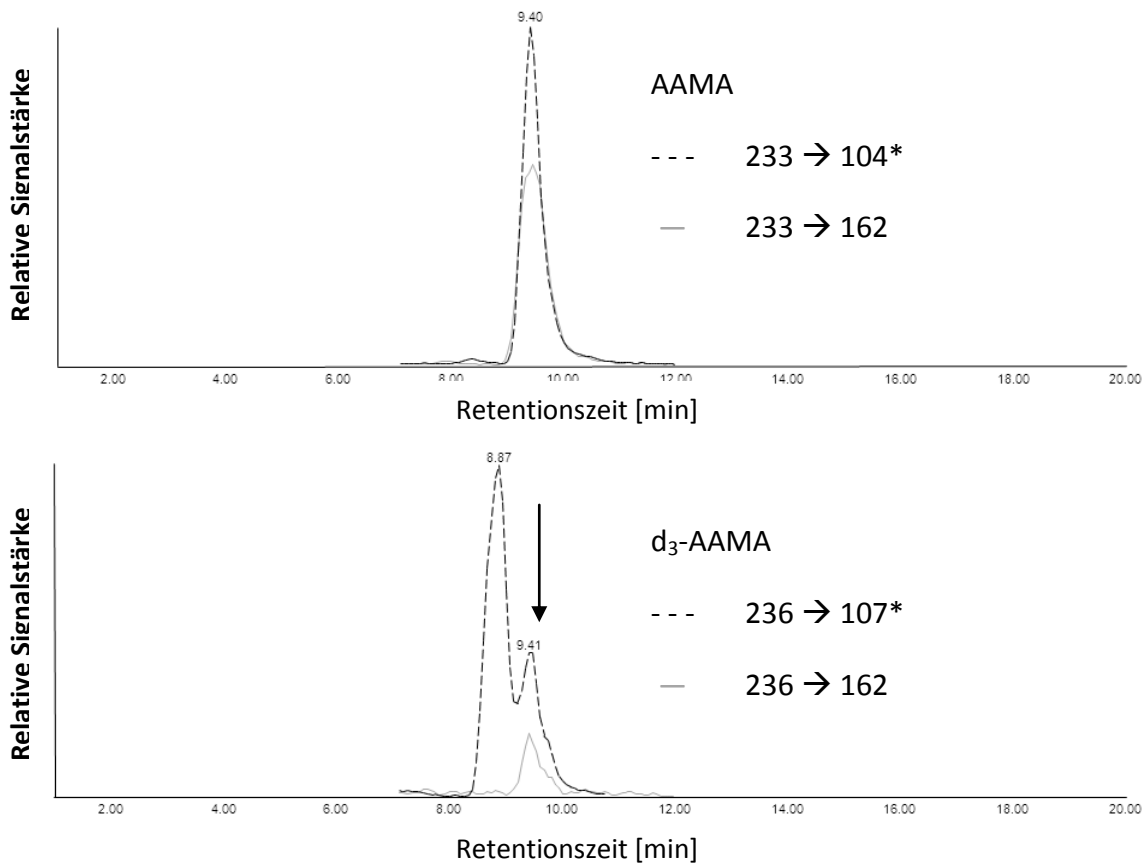 Relative Signalstärke
9.40
AAMA
- - - 233 → 104*
— 233 → 162
2.00 4.00 8.00 10.00 12.00 14.00 16.00 18.00 20.00
Retentionszeit [min]
Relative Signalstärke
8.87
9.41
d₃-AAMA
- - - 236 → 107*
— 236 → 162
2.00 4.00 6.00 8.00 10.00 12.00 14.00 16.00 18.00 20.00
Retentionszeit [min]